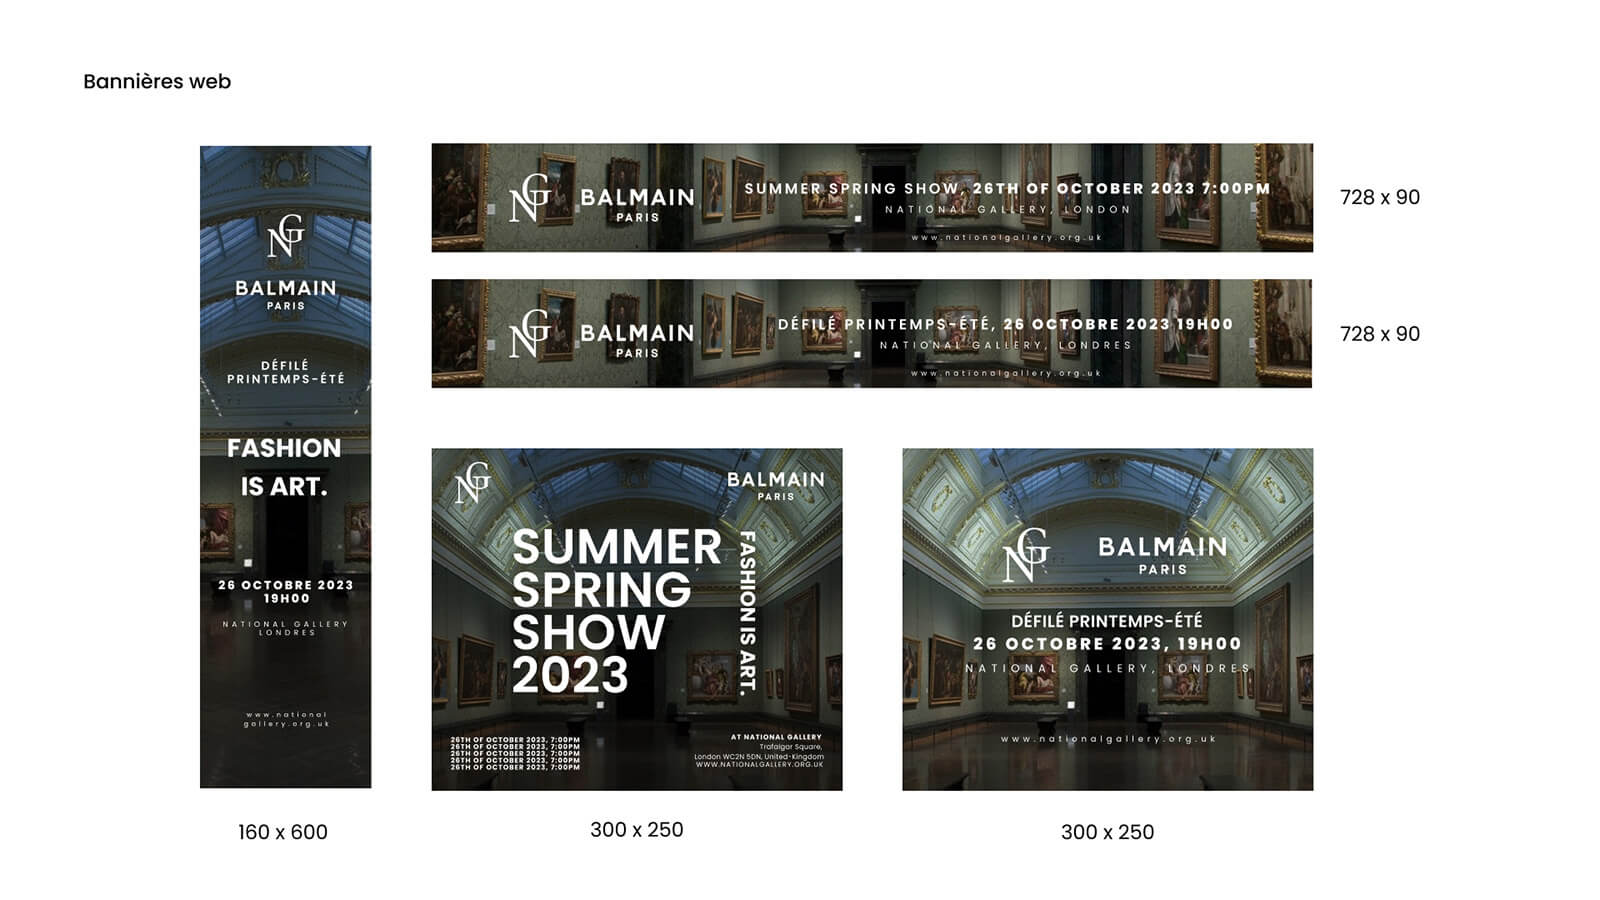 Bannières web
NG
BALMAIN
PARIS
DÉFILÉ
PRINTEMPS-ÉTÉ
FASHION
IS ART.
26 OCTOBRE 2023
19H00
NATIONAL GALLERY
LONDRES
www.national
gallery.org.uk
160 x 600
NG
BALMAIN
PARIS
SUMMER SPRING SHOW, 26TH OF OCTOBER 2023 7:00PM
NATIONAL GALLERY, LONDON
www.nationalgallery.org.uk
728 x 90
NG
BALMAIN
PARIS
DÉFILÉ PRINTEMPS-ÉTÉ, 26 OCTOBRE 2023 19H00
NATIONAL GALLERY, LONDRES
www.nationalgallery.org.uk
728 x 90
NG
BALMAIN
PARIS
SUMMER
SPRING
SHOW
2023
FASHION IS ART.
26TH OF OCTOBER 2023, 7:00PM
26TH OF OCTOBER 2023, 7:00PM
26TH OF OCTOBER 2023, 7:00PM
26TH OF OCTOBER 2023, 7:00PM
26TH OF OCTOBER 2023, 7:00PM
AT NATIONAL GALLERY
Trafalgar Square,
London WC2N 5DN, United-Kingdom
WWW.NATIONALGALLERY.ORG.UK
300 x 250
NG
BALMAIN
PARIS
DÉFILÉ PRINTEMPS-ÉTÉ
26 OCTOBRE 2023, 19H00
NATIONAL GALLERY, LONDRES
www.nationalgallery.org.uk
300 x 250